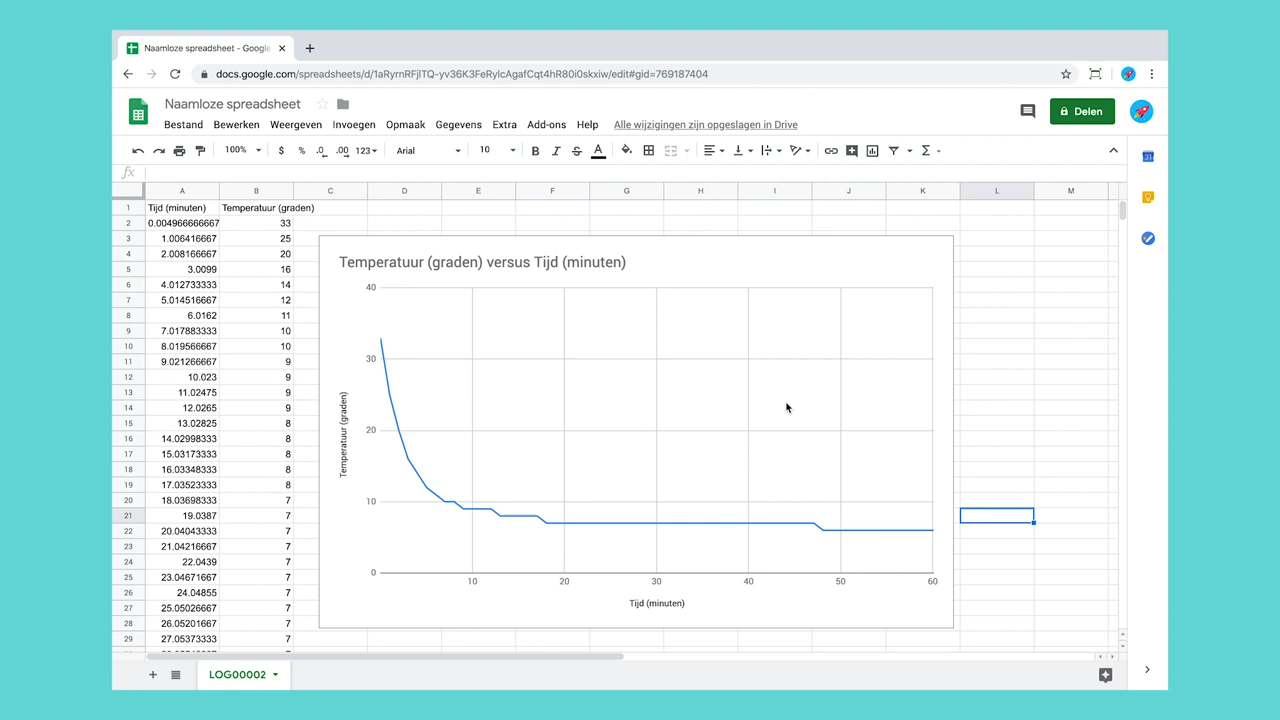 Naamloze spreadsheet - Google
docs.google.com/spreadsheets/d/1aRyrnRFjlTQ-yv36K3FeRylcAgafCqt4hR80i0skxiw/edit#gid=769187404
Naamloze spreadsheet
Bestand Bewerken Weergeven Invoegen Opmaak Gegevens Extra Add-ons Help Alle wijzigingen zijn opgeslagen in Drive
Delen
100% $ % .0 .00 123 Arial 10 B I S A Σ
fx
A B C D E F G H I J K L M
1 Tijd (minuten) Temperatuur (graden)
2 0.004966666667 33
3 1.006416667 25
4 2.008166667 20
5 3.0099 16
6 4.012733333 14
7 5.014516667 12
8 6.0162 11
9 7.017883333 10
10 8.019566667 10
11 9.021266667 9
12 10.023 9
13 11.02475 9
14 12.0265 9
15 13.02825 8
16 14.02998333 8
17 15.03173333 8
18 16.03348333 8
19 17.03523333 8
20 18.03698333 7
21 19.0387 7
22 20.04043333 7
23 21.04216667 7
24 22.0439 7
25 23.04671667 7
26 24.04855 7
27 25.05026667 7
28 26.05201667 7
29 27.05373333 7
Temperatuur (graden) versus Tijd (minuten)
40
30
20
10
0
Temperatuur (graden)
10 20 30 40 50 60
Tijd (minuten)
LOG00002
31